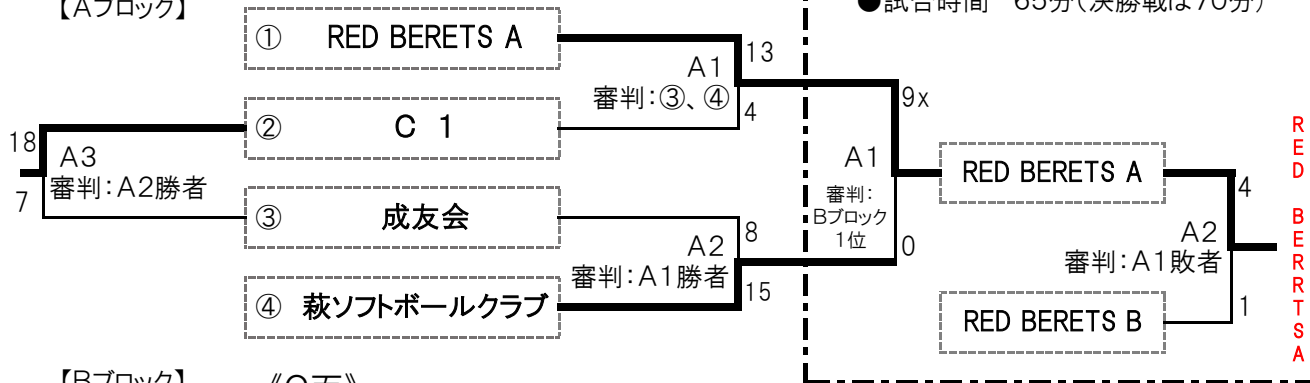 【Aブロック】
●試合時間 65分(決勝戦は70分)
① RED BERETS A
13
A1
審判:③、④
4
② C 1
18
A3
審判:A2勝者
7
③ 成友会
8
A2
審判:A1勝者
15
④ 萩ソフトボールクラブ
9x
A1
審判:
Bブロック
1位
0
RED BERETS A
4
A2
審判:A1敗者
1
RED BERETS B
RED BERRTSA
【Bブロック】